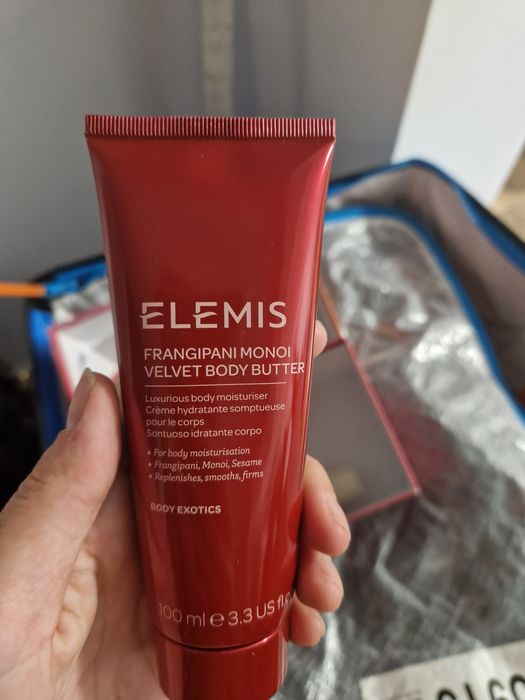 ELEMIS
FRANGIPANI MONOI
VELVET BODY BUTTER
Luxurious body moisturiser
Crème hydratante somptueuse
pour le corps
Sontuoso idratante corpo
• For body moisturisation
• Frangipani, Monoi, Sesame
• Replenishes, smooths, firms
BODY EXOTICS
100 ml ℮ 3.3 US fl.